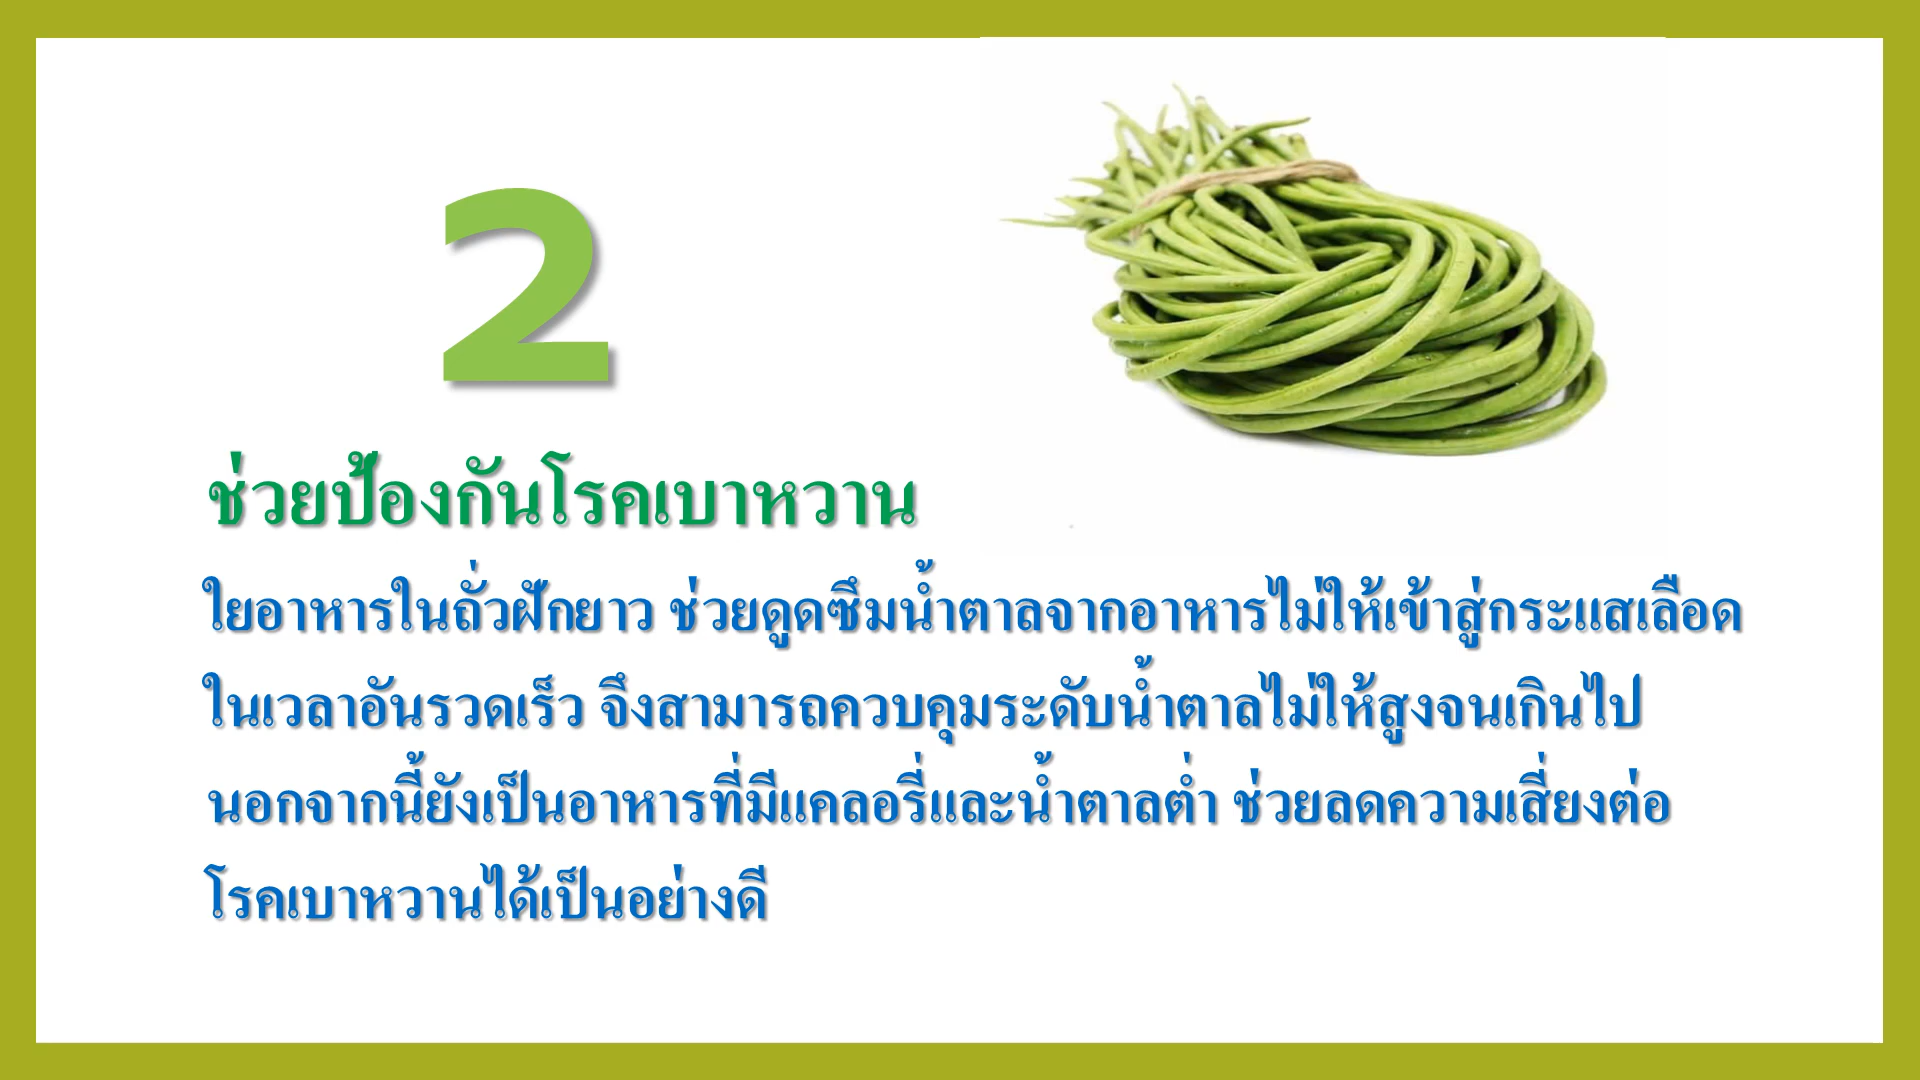 2
ช่วยป้องกันโรคเบาหวาน
ใยอาหารในถั่วฝักยาว ช่วยดูดซึมน้ำตาลจากอาหารไม่ให้เข้าสู่กระแสเลือด
ในเวลาอันรวดเร็ว จึงสามารถควบคุมระดับน้ำตาลไม่ให้สูงจนเกินไป
นอกจากนี้ยังเป็นอาหารที่มีแคลอรี่และน้ำตาลต่ำ ช่วยลดความเสี่ยงต่อ
โรคเบาหวานได้เป็นอย่างดี